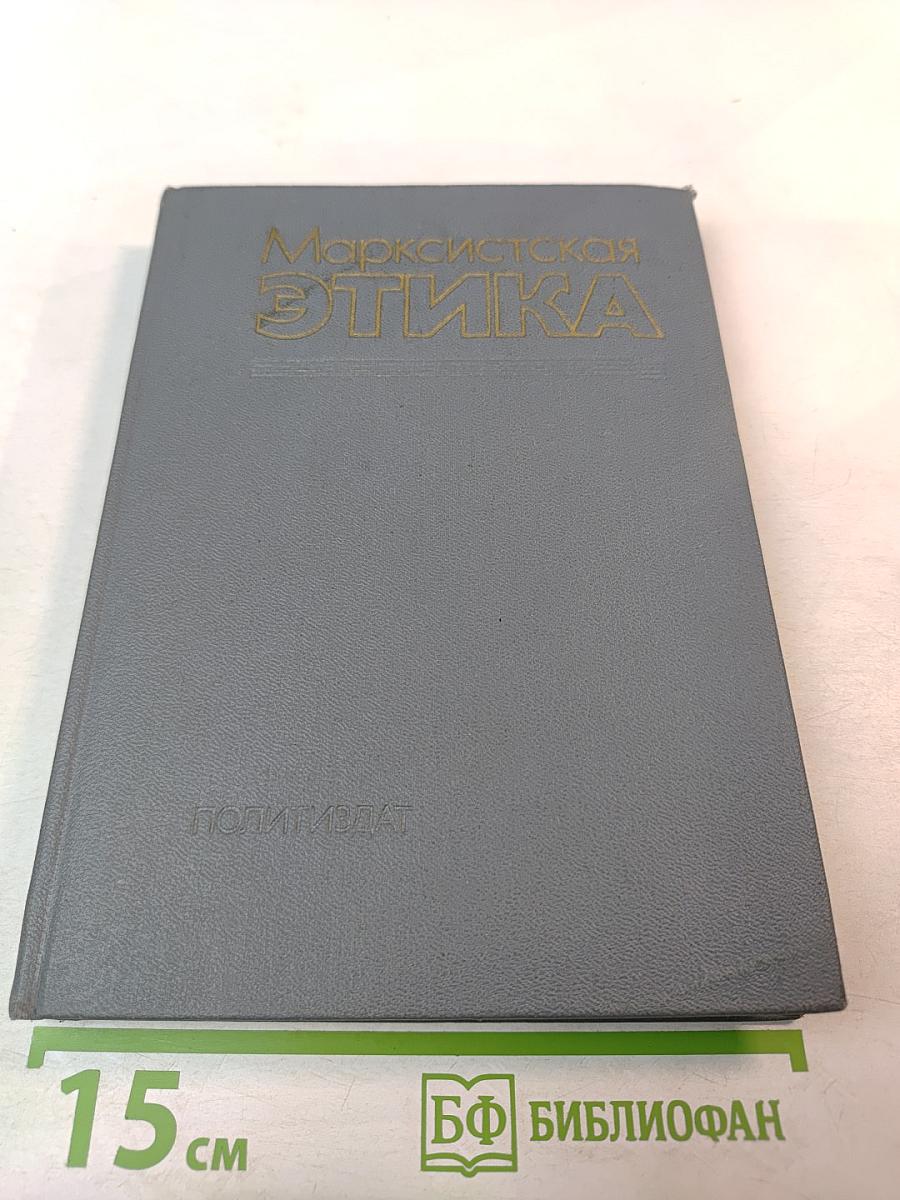 Марксистская
ЭТИКА
ПОЛИТИЗДАТ
15 см
БФ БИБЛИОФАН